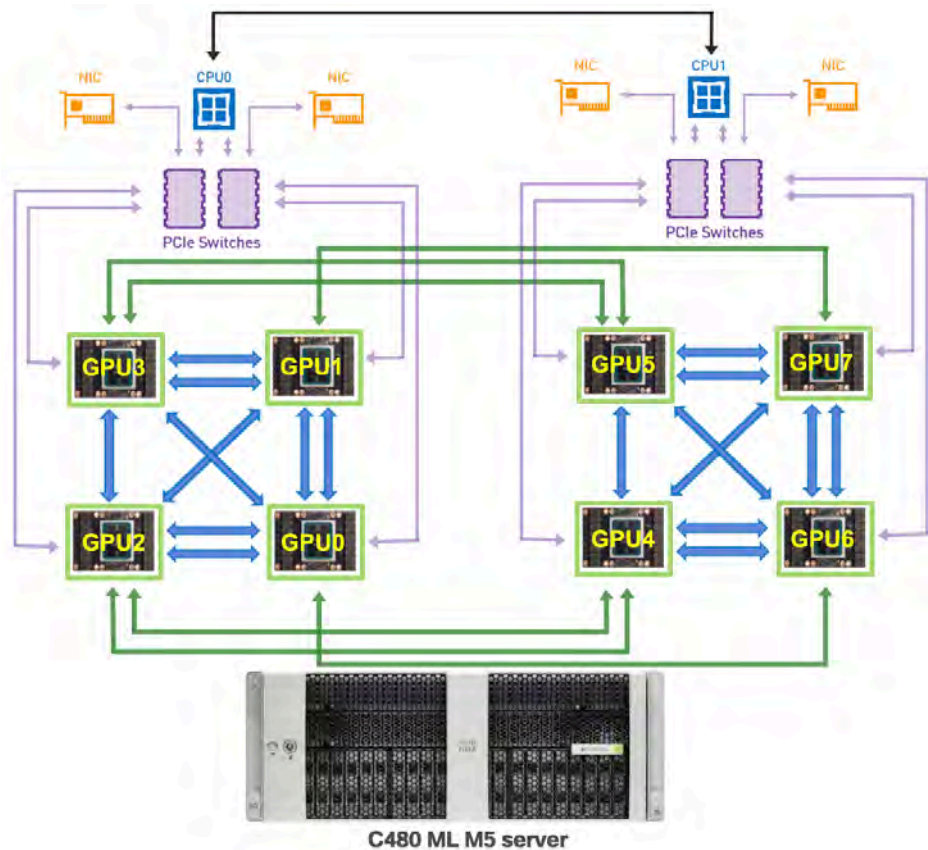 NIC
CPU0
NIC
NIC
CPU1
NIC
PCIe Switches
PCIe Switches
GPU3
GPU1
GPU5
GPU7
GPU2
GPU0
GPU4
GPU6
C480 ML M5 server